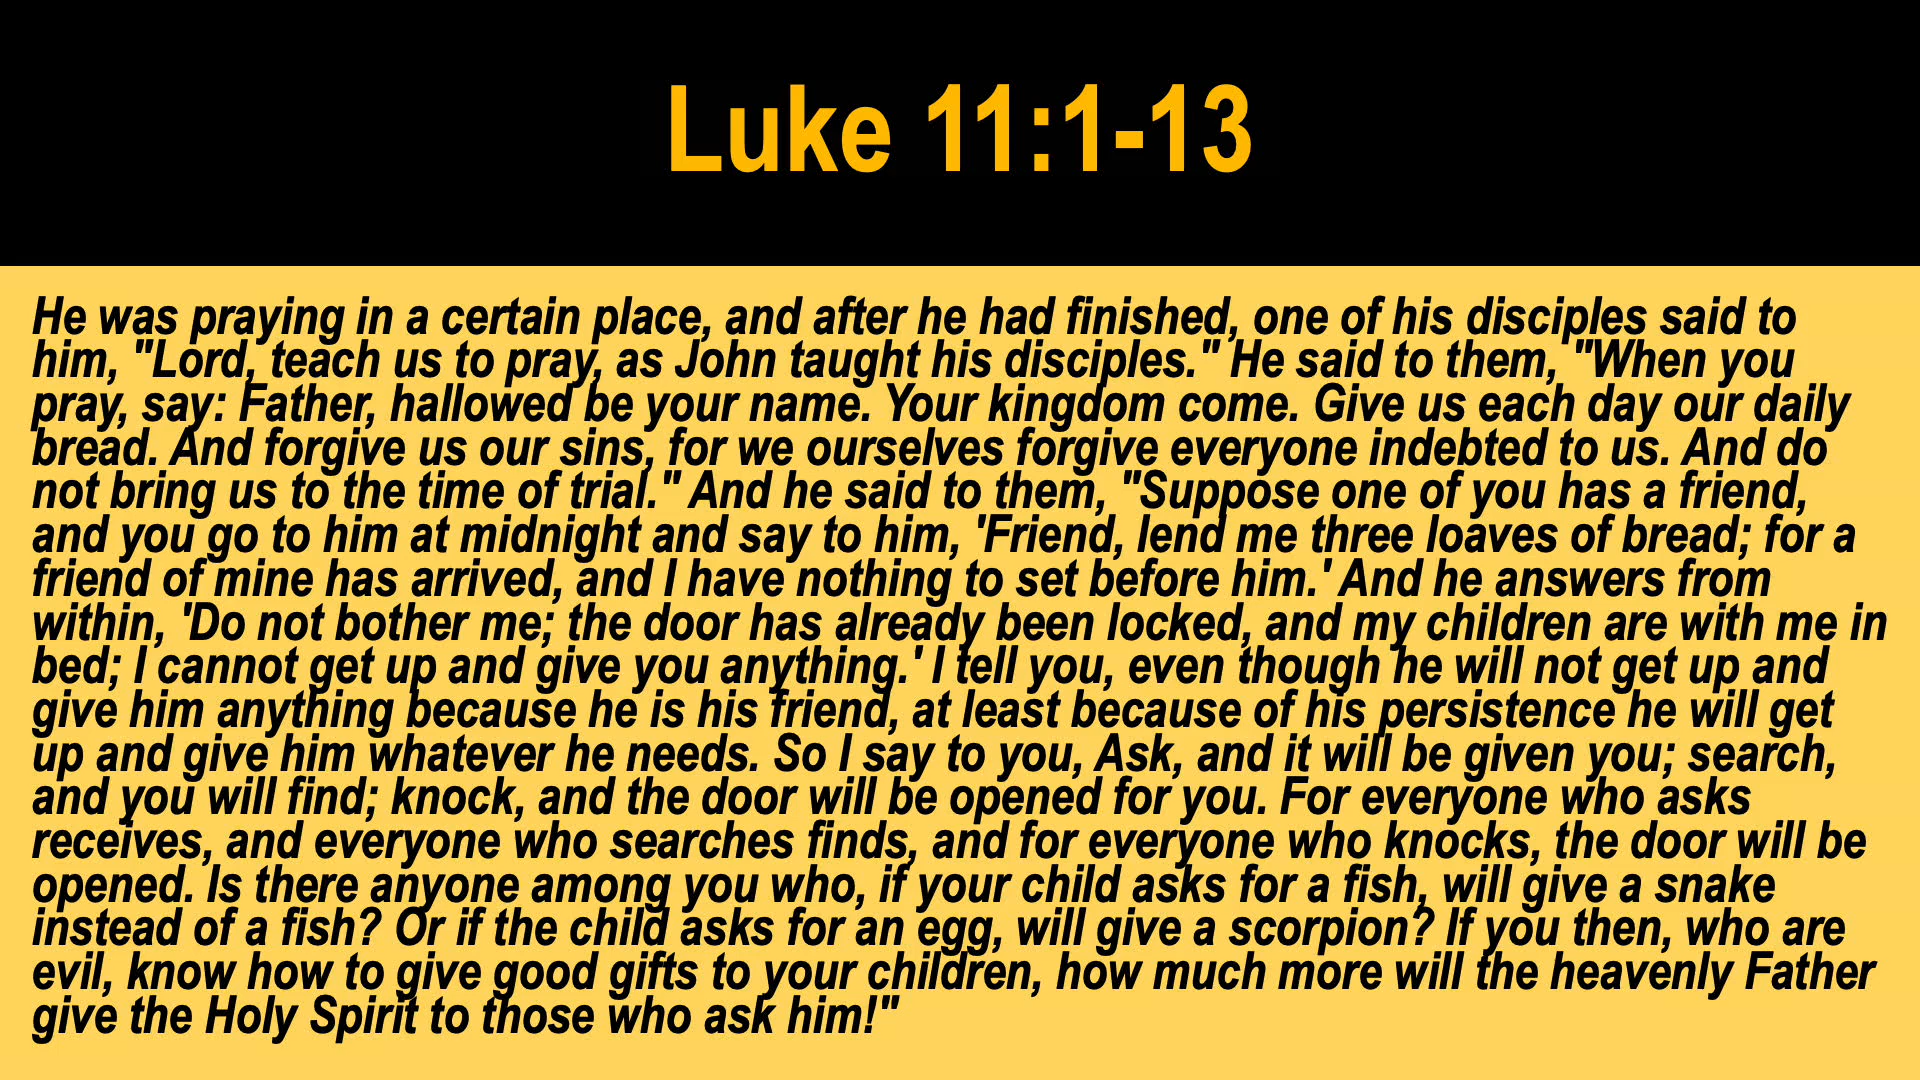 Luke 11:1-13
He was praying in a certain place, and after he had finished, one of his disciples said to
him, "Lord, teach us to pray, as John taught his disciples." He said to them, "When you
pray, say: Father, hallowed be your name. Your kingdom come. Give us each day our daily
bread. And forgive us our sins, for we ourselves forgive everyone indebted to us. And do
not bring us to the time of trial." And he said to them, "Suppose one of you has a friend,
and you go to him at midnight and say to him, 'Friend, lend me three loaves of bread; for a
friend of mine has arrived, and I have nothing to set before him.' And he answers from
within, 'Do not bother me; the door has already been locked, and my children are with me in
bed; I cannot get up and give you anything.' I tell you, even though he will not get up and
give him anything because he is his friend, at least because of his persistence he will get
up and give him whatever he needs. So I say to you, Ask, and it will be given you; search,
and you will find; knock, and the door will be opened for you. For everyone who asks
receives, and everyone who searches finds, and for everyone who knocks, the door will be
opened. Is there anyone among you who, if your child asks for a fish, will give a snake
instead of a fish? Or if the child asks for an egg, will give a scorpion? If you then, who are
evil, know how to give good gifts to your children, how much more will the heavenly Father
give the Holy Spirit to those who ask him!"